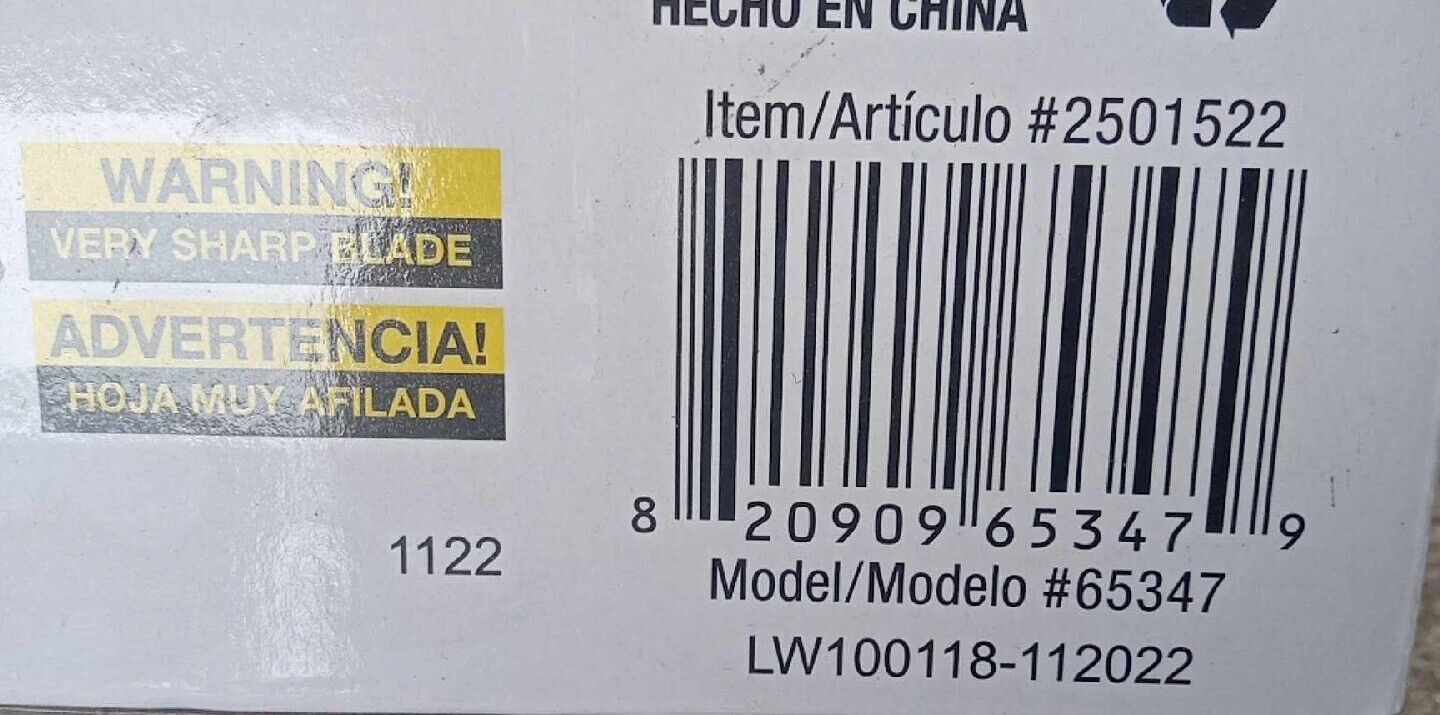 HECHO EN CHINA
Item/Artículo #2501522
WARNING!
VERY SHARP BLADE
ADVERTENCIA!
HOJA MUY AFILADA
8 20909 65347 9
1122
Model/Modelo #65347
LW100118-112022